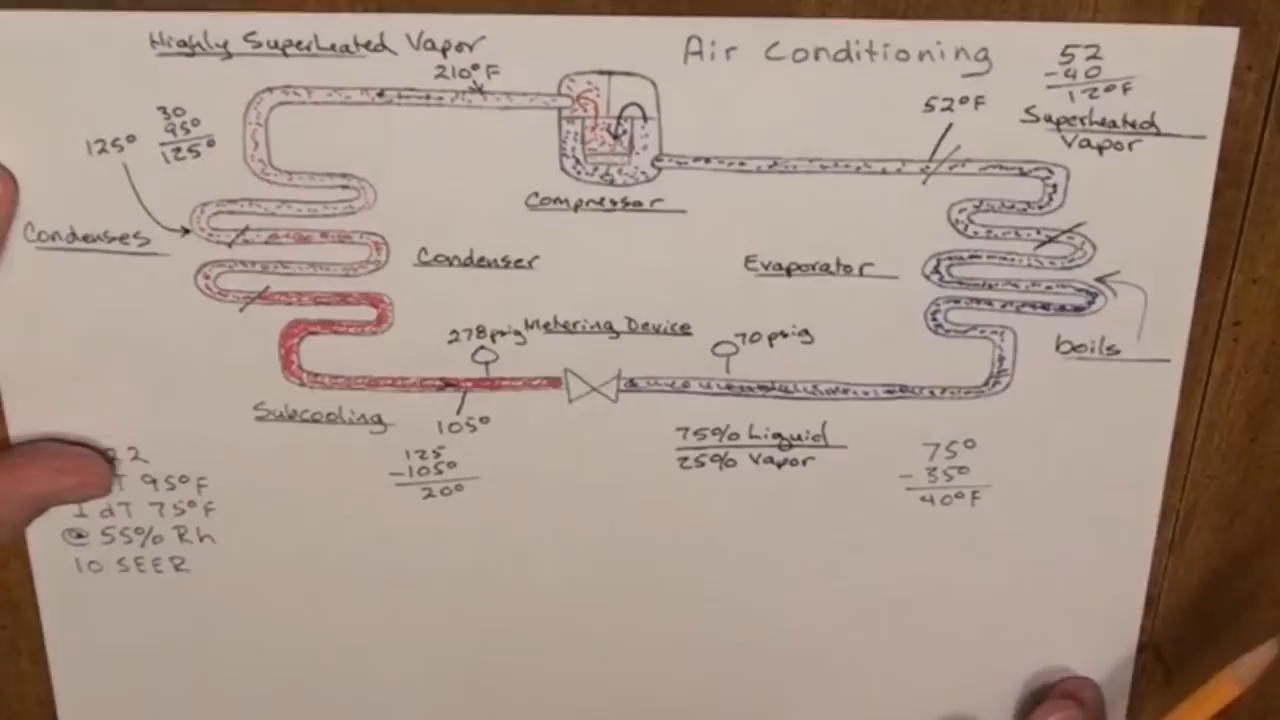 Highly Superheated Vapor
210°F
Air Conditioning
52
-40
12°F
Superheated
Vapor
52°F
30
95°
125°
125°
Compressor
Condenses
Condenser
Evaporator
boils
278psig
Metering Device
70psig
Subcooling
105°
125
-105°
20°
75% Liquid
25% Vapor
75°
-35°
40°F
2
T 95°F
I dT 75°F
@ 55% Rh
10 SEER